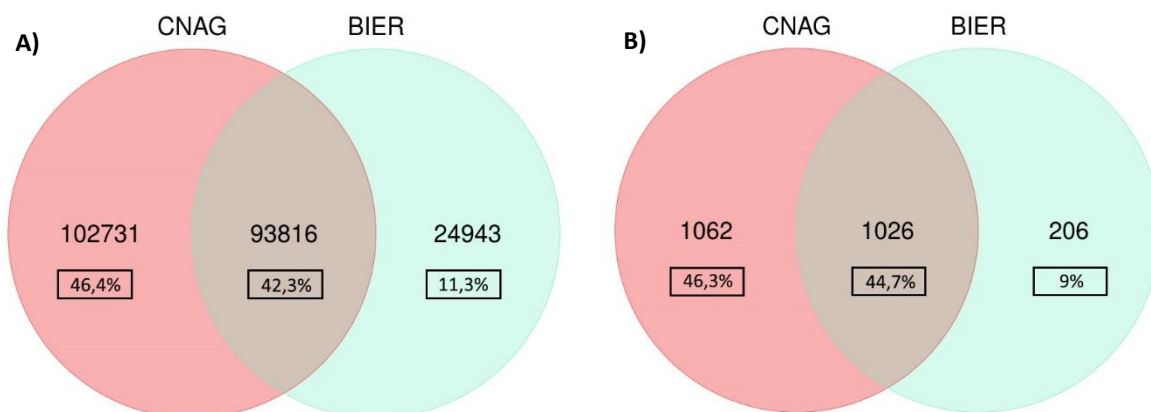 A)
CNAG
BIER
102731
93816
24943
46,4%
42,3%
11,3%
B)
CNAG
BIER
1062
1026
206
46,3%
44,7%
9%